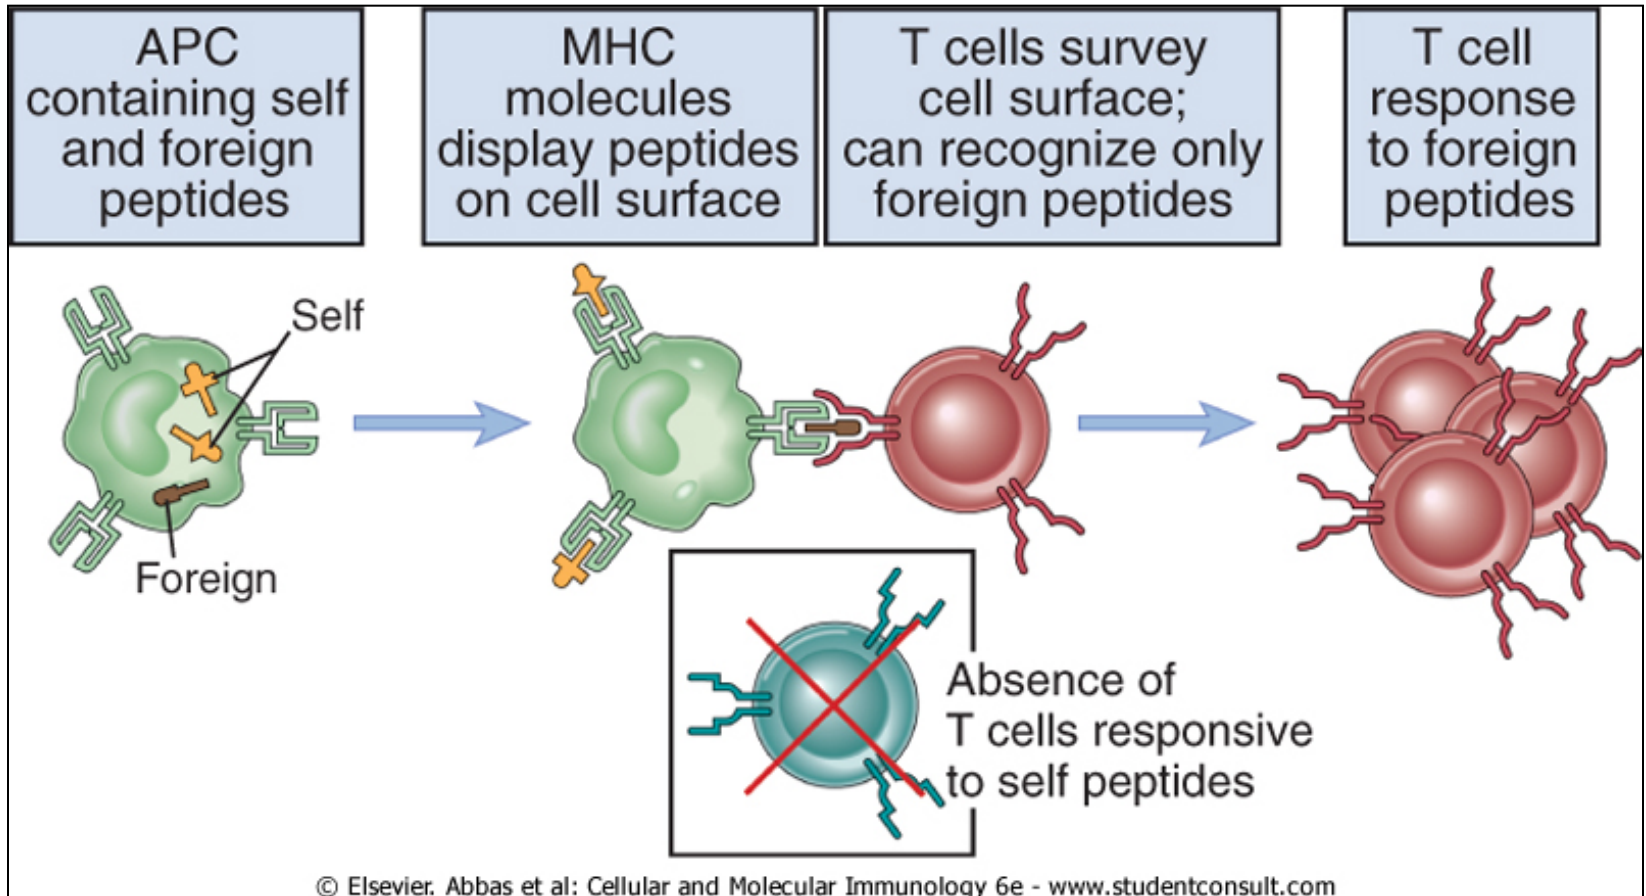 APC
containing self
and foreign
peptides
MHC
molecules
display peptides
on cell surface
T cells survey
cell surface;
can recognize only
foreign peptides
T cell
response
to foreign
peptides
Self
Foreign
Absence of
T cells responsive
to self peptides
© Elsevier. Abbas et al: Cellular and Molecular Immunology 6e - www.studentconsult.com